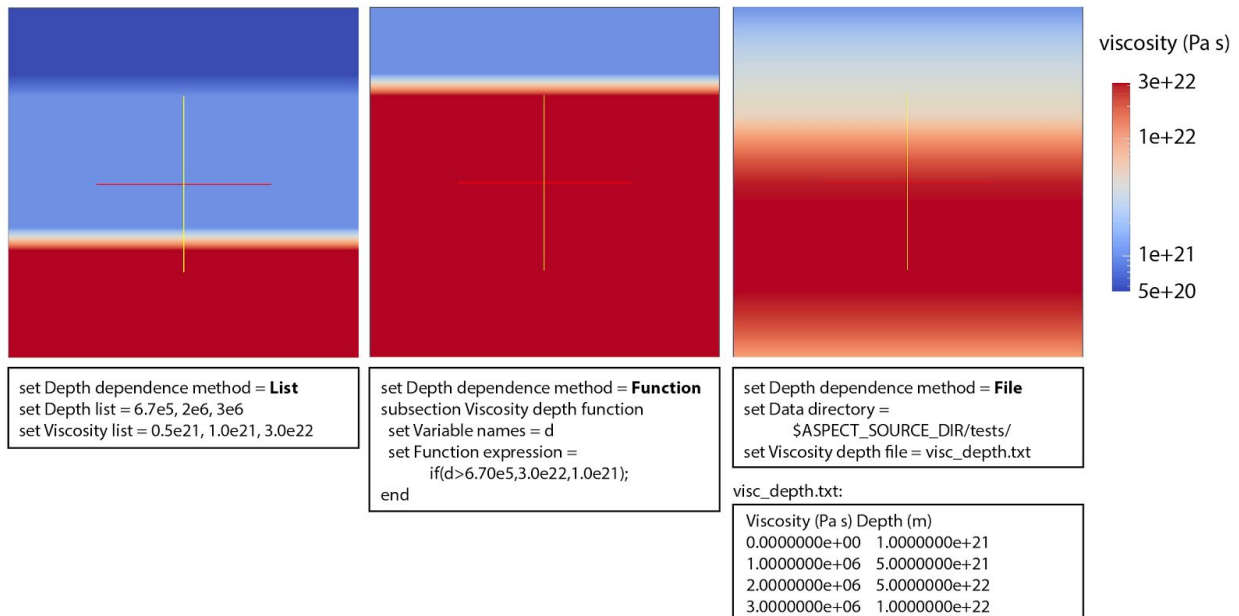 viscosity (Pa s)
3e+22
1e+22
1e+21
5e+20
set Depth dependence method = List
set Depth list = 6.7e5, 2e6, 3e6
set Viscosity list = 0.5e21, 1.0e21, 3.0e22
set Depth dependence method = Function
subsection Viscosity depth function
set Variable names = d
set Function expression =
if(d>6.70e5,3.0e22,1.0e21);
end
set Depth dependence method = File
set Data directory =
$ASPECT_SOURCE_DIR/tests/
set Viscosity depth file = visc_depth.txt
visc_depth.txt:
Viscosity (Pa s) Depth (m)
0.0000000e+00 1.0000000e+21
1.0000000e+06 5.0000000e+21
2.0000000e+06 5.0000000e+22
3.0000000e+06 1.0000000e+22